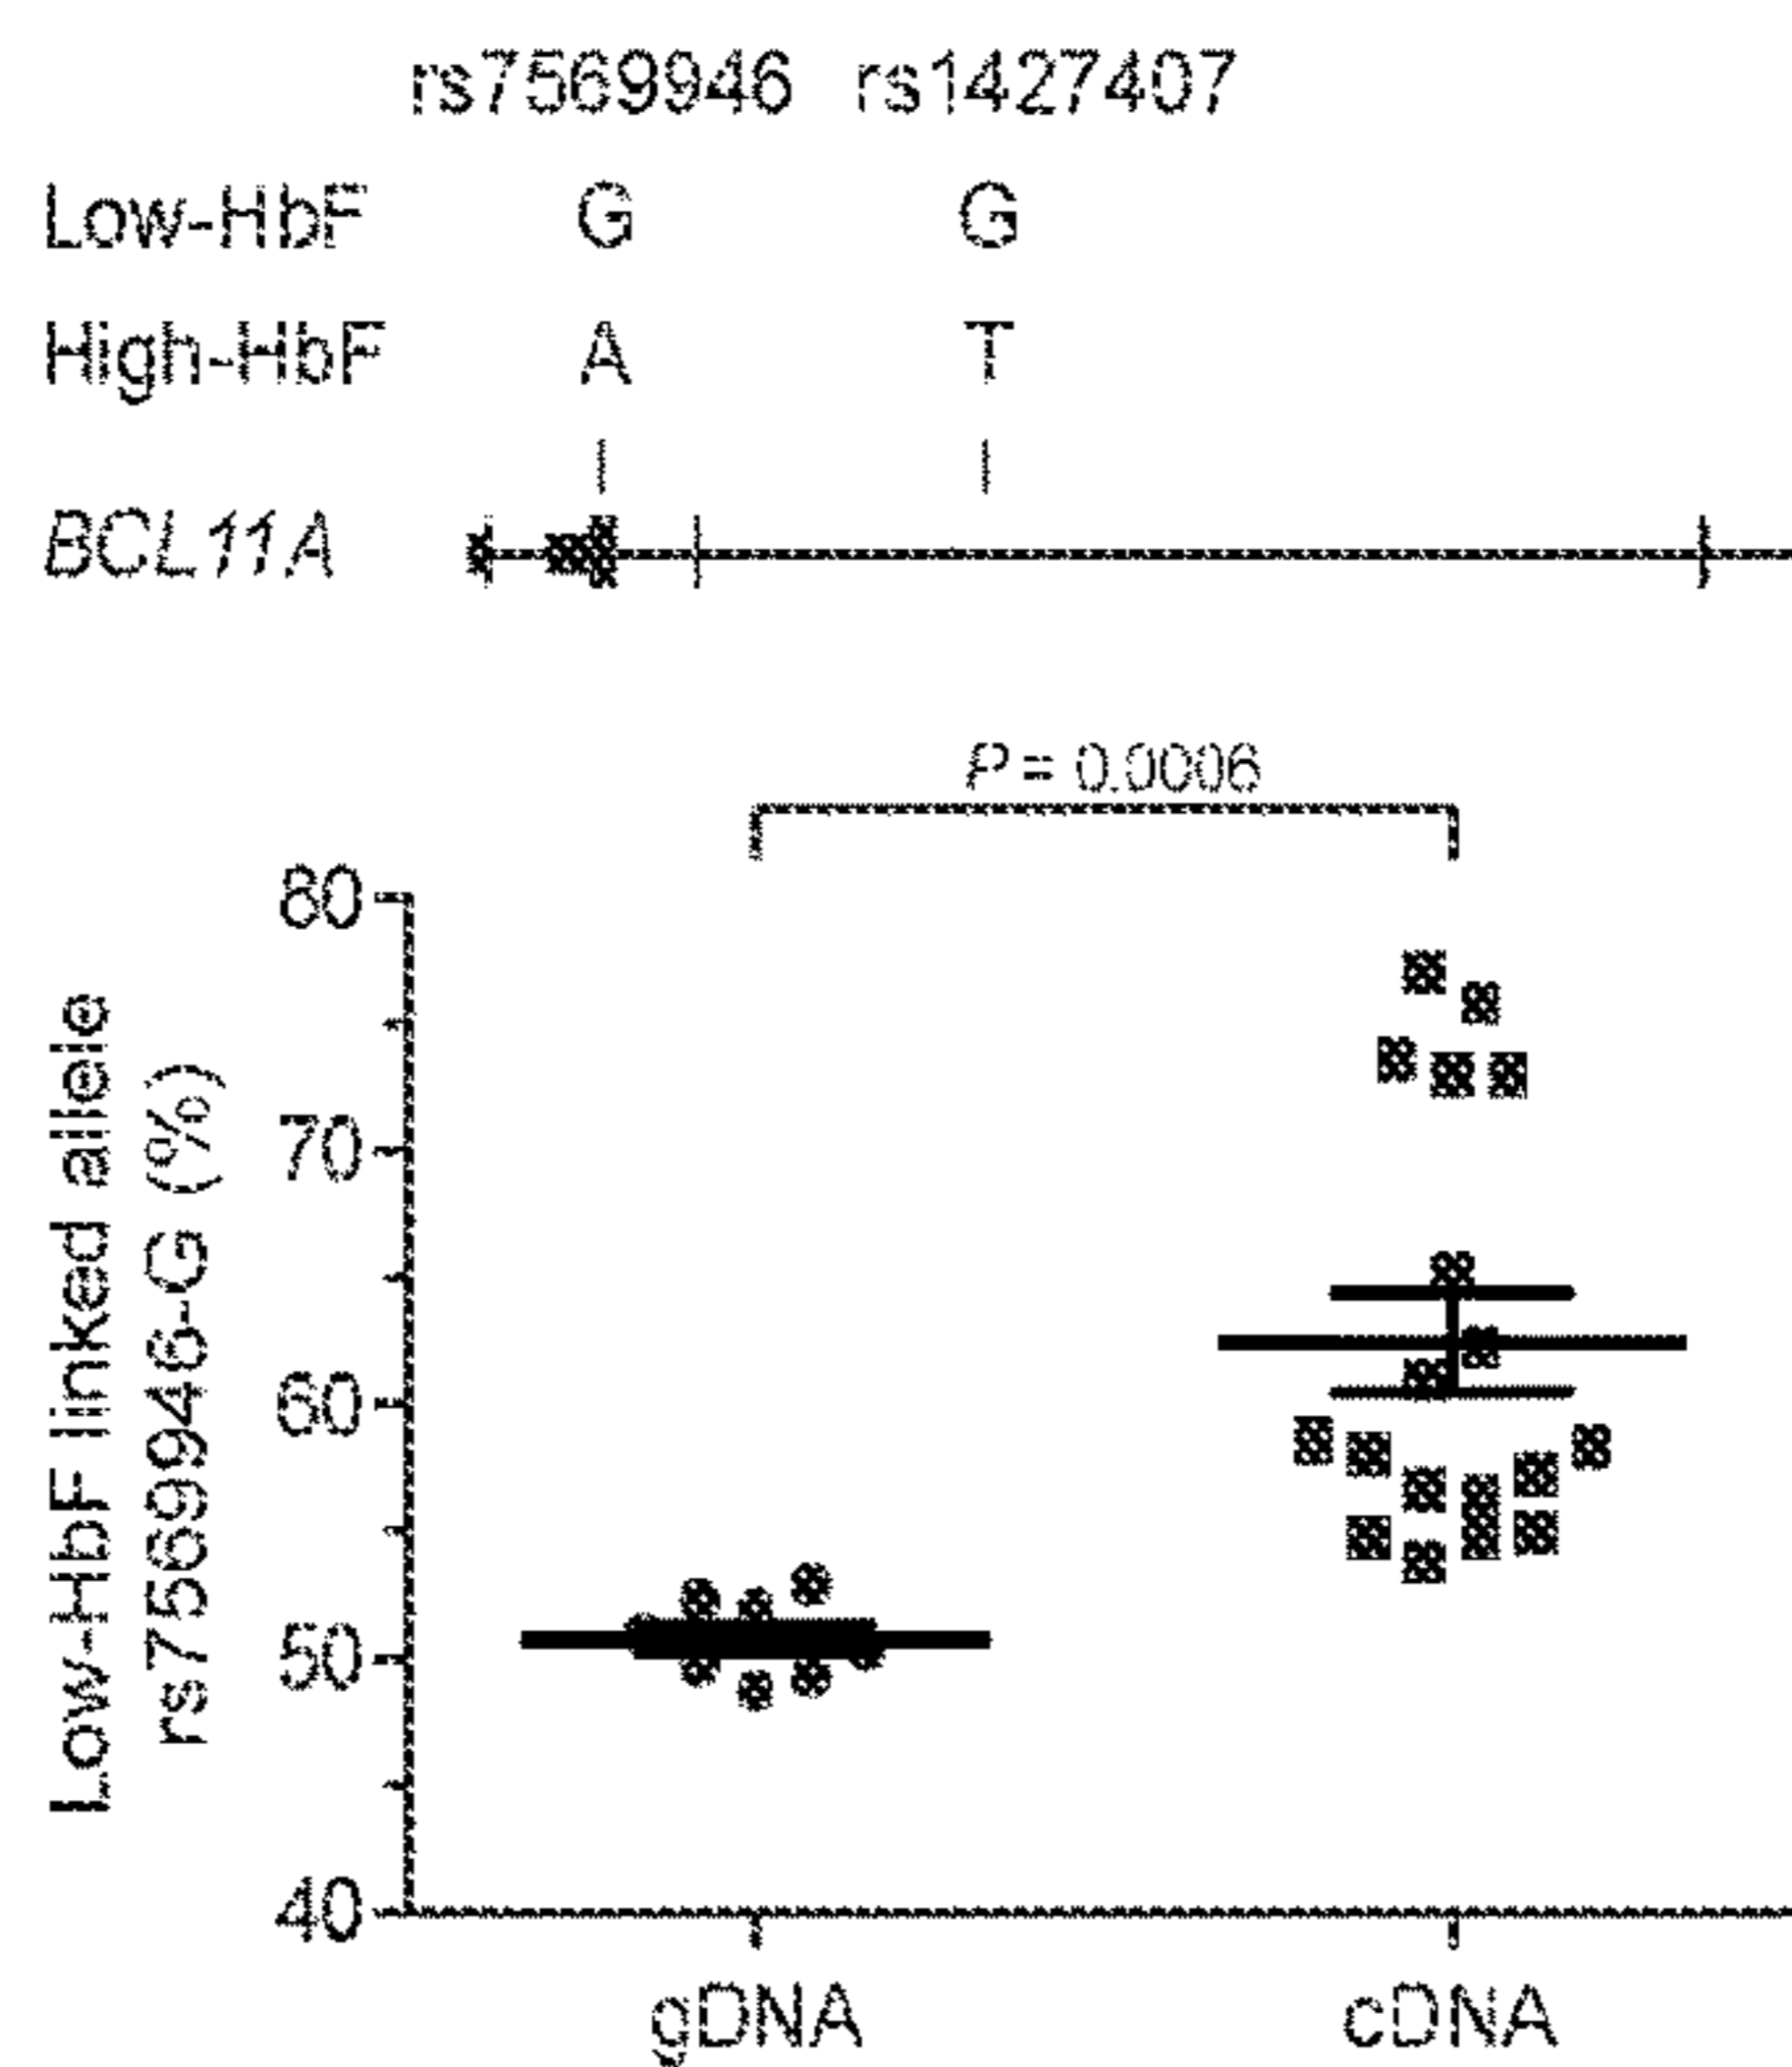 rs7569946 rs1427407
Low-HbF G G
High-HbF A T
BCL11A
P = 0.0006
80
70
60
50
40
Low-HbF linked allele
rs7569946-G (%)
gDNA cDNA